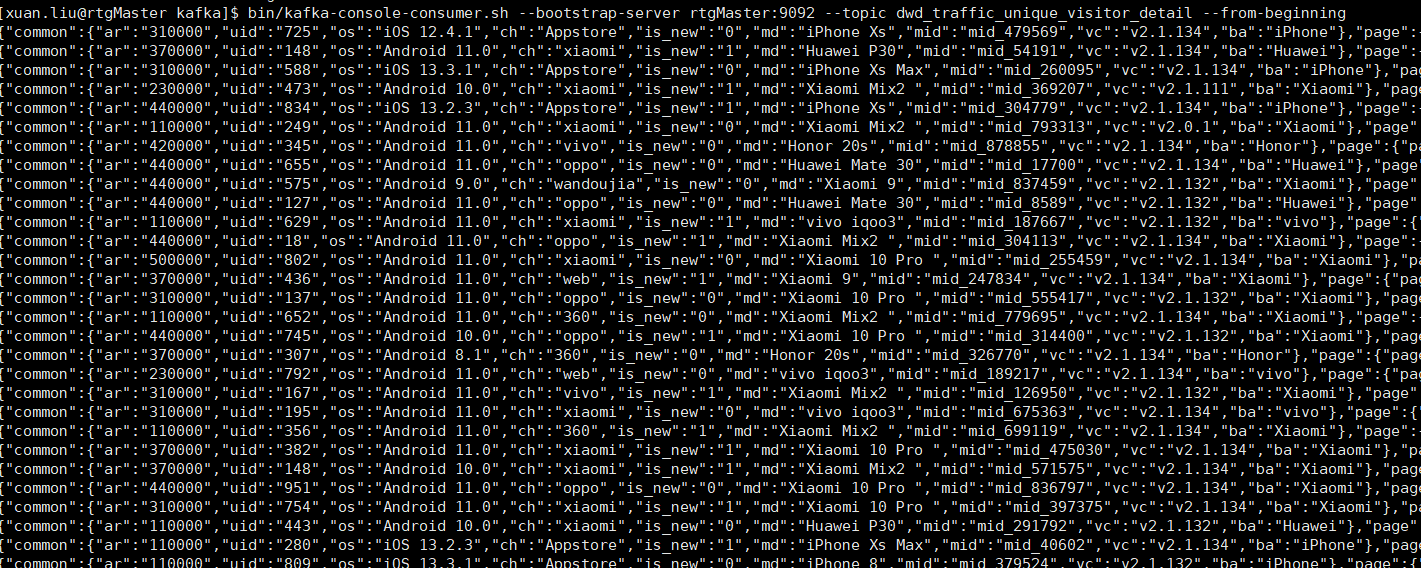 [xuan.liu@rtgMaster kafka]$ bin/kafka-console-consumer.sh --bootstrap-server rtgMaster:9092 --topic dwd_traffic_unique_visitor_detail --from-beginning
{"common":{"ar":"310000","uid":"725","os":"iOS 12.4.1","ch":"Appstore","is_new":"0","md":"iPhone Xs","mid":"mid_479569","vc":"v2.1.134","ba":"iPhone"},"page":{
{"common":{"ar":"370000","uid":"148","os":"Android 11.0","ch":"xiaomi","is_new":"1","md":"Huawei P30","mid":"mid_54191","vc":"v2.1.134","ba":"Huawei"},"page":{
{"common":{"ar":"310000","uid":"588","os":"iOS 13.3.1","ch":"Appstore","is_new":"0","md":"iPhone Xs Max","mid":"mid_260095","vc":"v2.1.134","ba":"iPhone"},"pa
{"common":{"ar":"230000","uid":"473","os":"Android 10.0","ch":"xiaomi","is_new":"1","md":"Xiaomi Mix2 ","mid":"mid_369207","vc":"v2.1.111","ba":"Xiaomi"},"pag
{"common":{"ar":"440000","uid":"834","os":"iOS 13.2.3","ch":"Appstore","is_new":"1","md":"iPhone Xs","mid":"mid_304779","vc":"v2.1.134","ba":"iPhone"},"page":
{"common":{"ar":"110000","uid":"249","os":"Android 11.0","ch":"xiaomi","is_new":"0","md":"Xiaomi Mix2 ","mid":"mid_793313","vc":"v2.0.1","ba":"Xiaomi"},"page"
{"common":{"ar":"420000","uid":"345","os":"Android 11.0","ch":"vivo","is_new":"0","md":"Honor 20s","mid":"mid_878855","vc":"v2.1.134","ba":"Honor"},"page":{"pa
{"common":{"ar":"440000","uid":"655","os":"Android 11.0","ch":"oppo","is_new":"0","md":"Huawei Mate 30","mid":"mid_17700","vc":"v2.1.134","ba":"Huawei"},"page
{"common":{"ar":"440000","uid":"575","os":"Android 9.0","ch":"wandoujia","is_new":"0","md":"Xiaomi 9","mid":"mid_837459","vc":"v2.1.132","ba":"Xiaomi"},"page"
{"common":{"ar":"440000","uid":"127","os":"Android 11.0","ch":"oppo","is_new":"0","md":"Huawei Mate 30","mid":"mid_8589","vc":"v2.1.132","ba":"Huawei"},"page"
{"common":{"ar":"110000","uid":"629","os":"Android 11.0","ch":"xiaomi","is_new":"1","md":"vivo iqoo3","mid":"mid_187667","vc":"v2.1.132","ba":"vivo"},"page":{
{"common":{"ar":"440000","uid":"18","os":"Android 11.0","ch":"oppo","is_new":"1","md":"Xiaomi Mix2 ","mid":"mid_304113","vc":"v2.1.134","ba":"Xiaomi"},"page":
{"common":{"ar":"500000","uid":"802","os":"Android 11.0","ch":"xiaomi","is_new":"0","md":"Xiaomi 10 Pro ","mid":"mid_255459","vc":"v2.1.134","ba":"Xiaomi"},"p
{"common":{"ar":"370000","uid":"436","os":"Android 11.0","ch":"web","is_new":"1","md":"Xiaomi 9","mid":"mid_247834","vc":"v2.1.134","ba":"Xiaomi"},"page":{"pa
{"common":{"ar":"310000","uid":"137","os":"Android 11.0","ch":"oppo","is_new":"0","md":"Xiaomi 10 Pro ","mid":"mid_555417","vc":"v2.1.132","ba":"Xiaomi"},"pag
{"common":{"ar":"110000","uid":"652","os":"Android 11.0","ch":"360","is_new":"0","md":"Xiaomi Mix2 ","mid":"mid_779695","vc":"v2.1.134","ba":"Xiaomi"},"page":
{"common":{"ar":"440000","uid":"745","os":"Android 10.0","ch":"oppo","is_new":"1","md":"Xiaomi 10 Pro ","mid":"mid_314400","vc":"v2.1.132","ba":"Xiaomi"},"pag
{"common":{"ar":"370000","uid":"307","os":"Android 8.1","ch":"360","is_new":"0","md":"Honor 20s","mid":"mid_326770","vc":"v2.1.134","ba":"Honor"},"page":{"pag
{"common":{"ar":"230000","uid":"792","os":"Android 11.0","ch":"web","is_new":"0","md":"vivo iqoo3","mid":"mid_189217","vc":"v2.1.134","ba":"vivo"},"page":{"pa
{"common":{"ar":"310000","uid":"167","os":"Android 11.0","ch":"vivo","is_new":"1","md":"Xiaomi Mix2 ","mid":"mid_126950","vc":"v2.1.132","ba":"Xiaomi"},"page"
{"common":{"ar":"310000","uid":"195","os":"Android 11.0","ch":"xiaomi","is_new":"0","md":"vivo iqoo3","mid":"mid_675363","vc":"v2.1.134","ba":"vivo"},"page":{"
{"common":{"ar":"110000","uid":"356","os":"Android 11.0","ch":"360","is_new":"1","md":"Xiaomi Mix2 ","mid":"mid_699119","vc":"v2.1.134","ba":"Xiaomi"},"page":
{"common":{"ar":"370000","uid":"382","os":"Android 11.0","ch":"xiaomi","is_new":"1","md":"Xiaomi 10 Pro ","mid":"mid_475030","vc":"v2.1.134","ba":"Xiaomi"},"p
{"common":{"ar":"370000","uid":"148","os":"Android 10.0","ch":"xiaomi","is_new":"0","md":"Xiaomi Mix2 ","mid":"mid_571575","vc":"v2.1.134","ba":"Xiaomi"},"pag
{"common":{"ar":"440000","uid":"951","os":"Android 11.0","ch":"oppo","is_new":"0","md":"Xiaomi 10 Pro ","mid":"mid_836797","vc":"v2.1.134","ba":"Xiaomi"},"pag
{"common":{"ar":"310000","uid":"754","os":"Android 11.0","ch":"xiaomi","is_new":"1","md":"Xiaomi 10 Pro ","mid":"mid_397375","vc":"v2.1.134","ba":"Xiaomi"},"p
{"common":{"ar":"110000","uid":"443","os":"Android 10.0","ch":"xiaomi","is_new":"0","md":"Huawei P30","mid":"mid_291792","vc":"v2.1.132","ba":"Huawei"},"page"
{"common":{"ar":"110000","uid":"280","os":"iOS 13.2.3","ch":"Appstore","is_new":"1","md":"iPhone Xs Max","mid":"mid_40602","vc":"v2.1.134","ba":"iPhone"},"pag
{"common":{"ar":"110000","uid":"809","os":"iOS 13.3.1","ch":"Appstore","is_new":"1","md":"iPhone 8","mid":"mid_379524","vc":"v2.1.132","ba":"iPhone"},"page":{